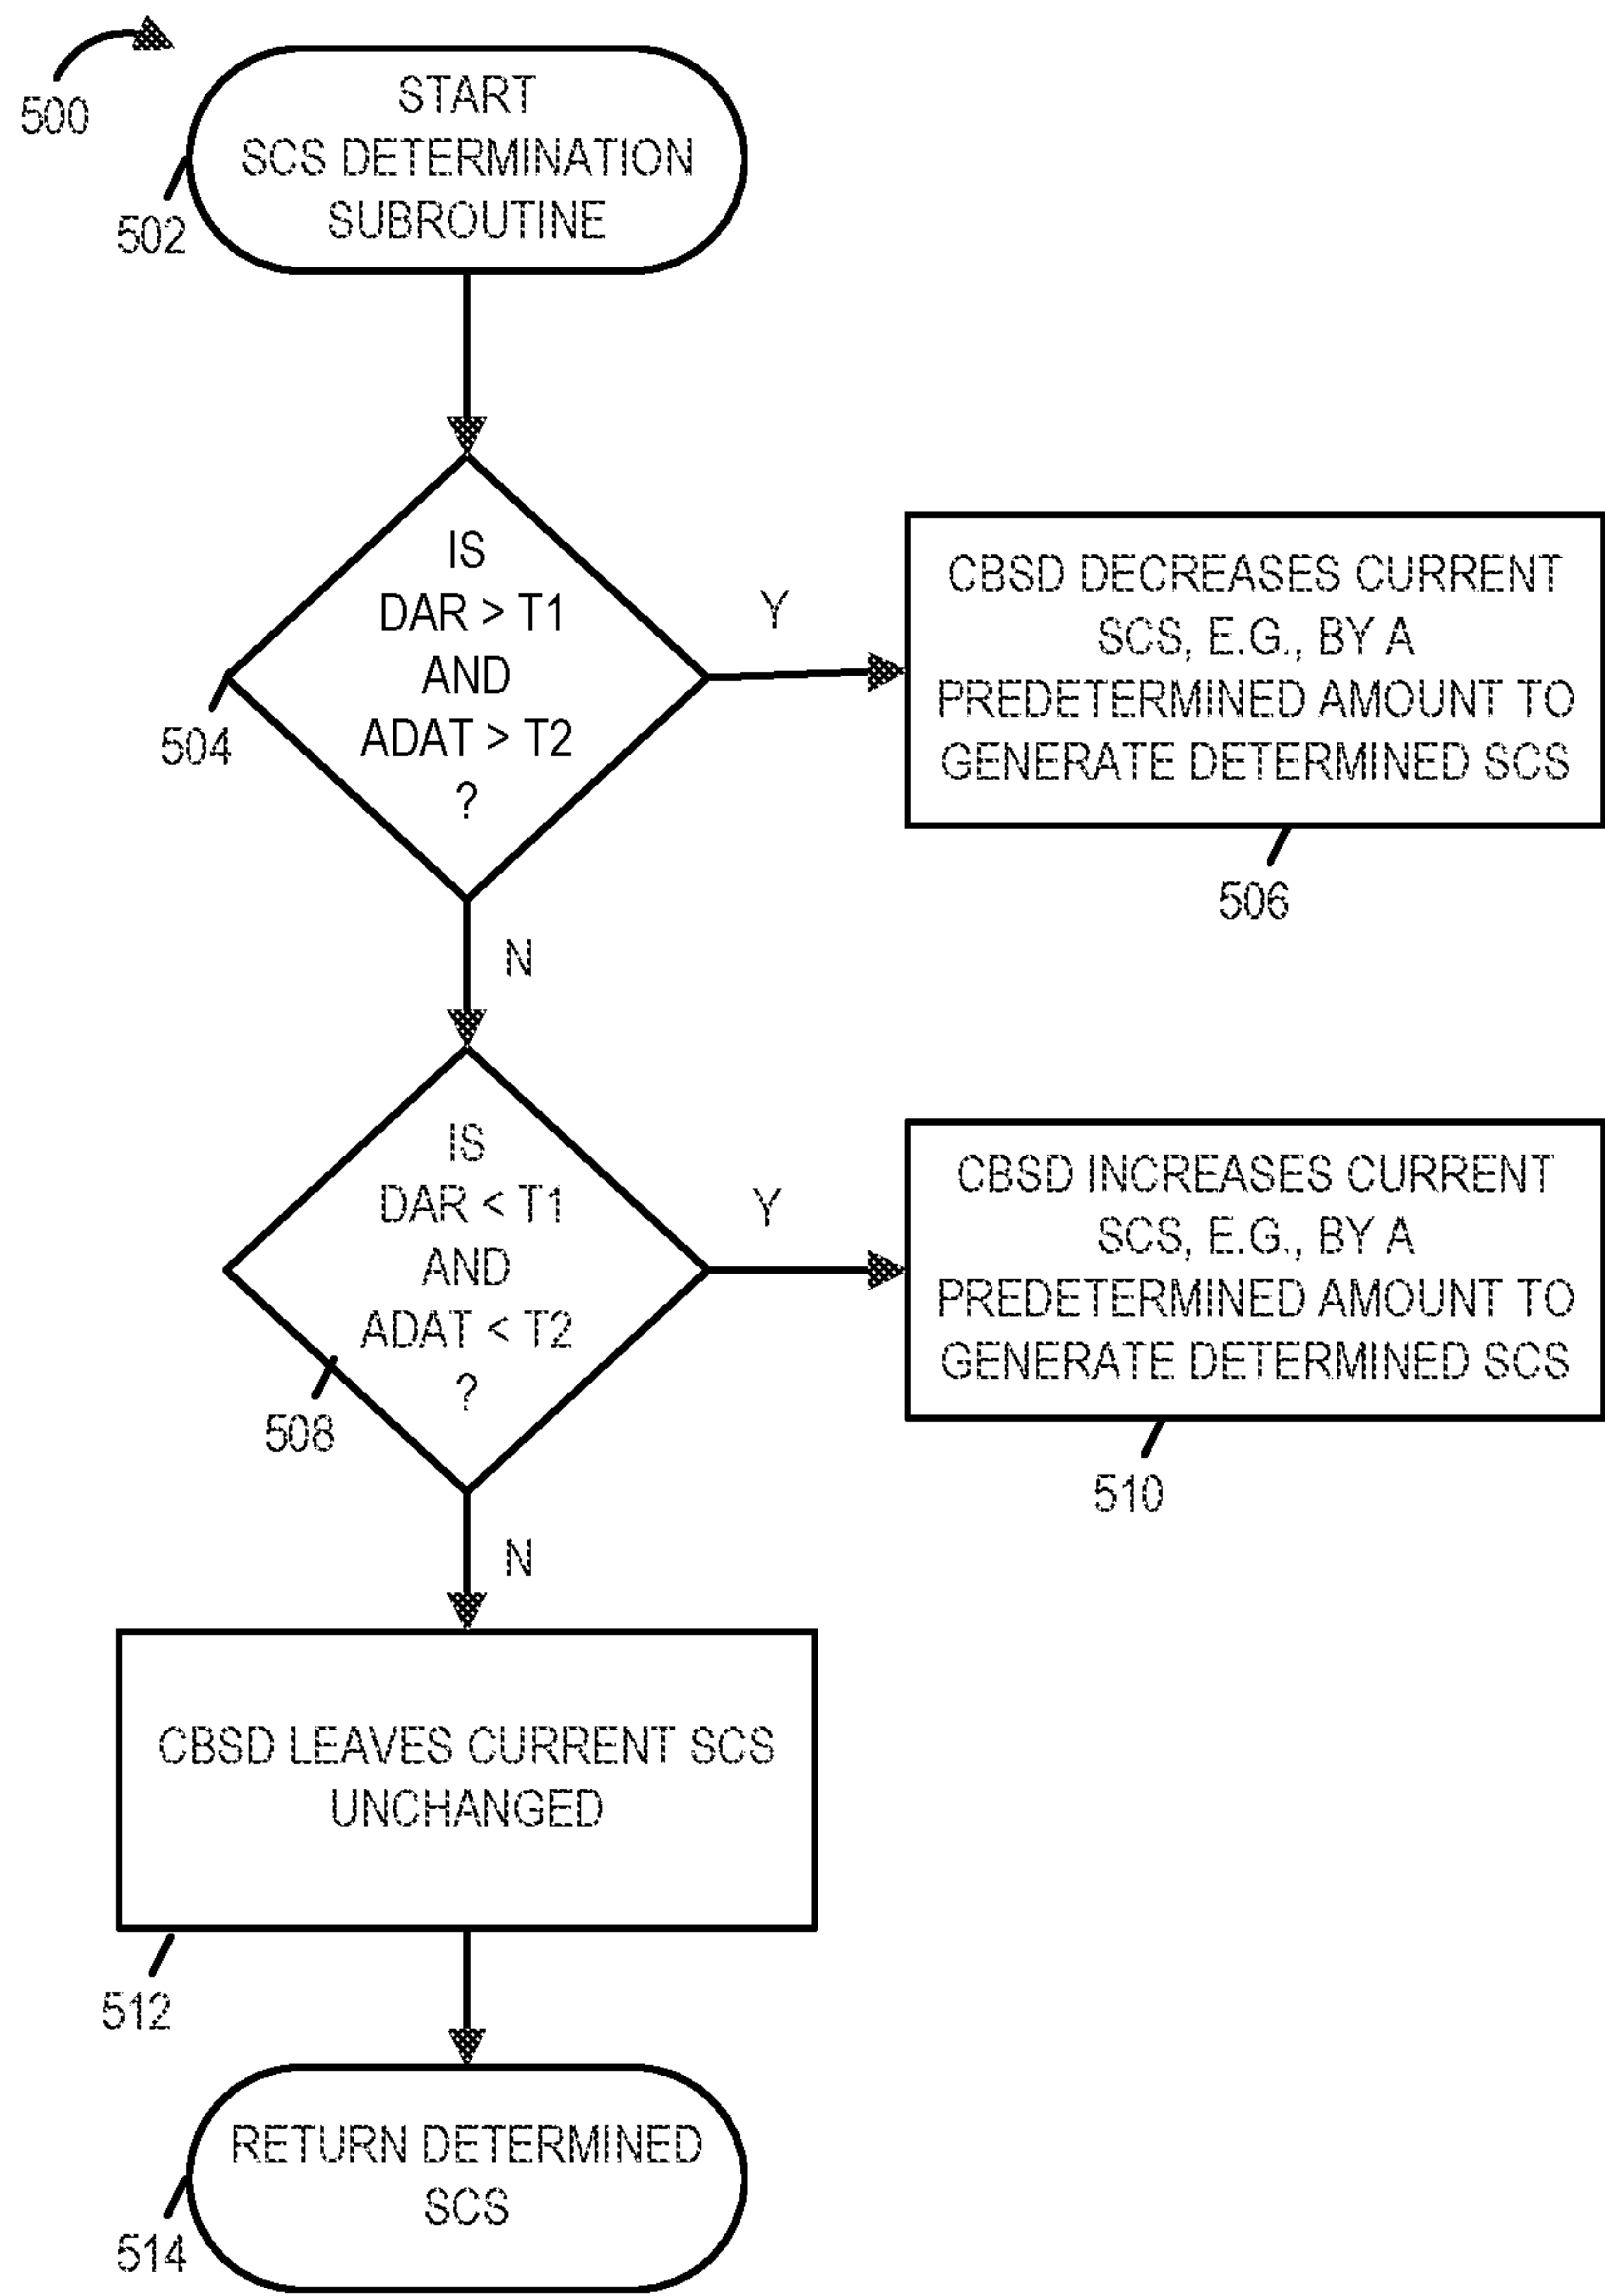 500
START
SCS DETERMINATION
SUBROUTINE
502
IS
DAR > T1
AND
ADAT > T2
?
504
Y
CBSD DECREASES CURRENT
SCS, E.G., BY A
PREDETERMINED AMOUNT TO
GENERATE DETERMINED SCS
506
N
IS
DAR < T1
AND
ADAT < T2
?
508
Y
CBSD INCREASES CURRENT
SCS, E.G., BY A
PREDETERMINED AMOUNT TO
GENERATE DETERMINED SCS
510
N
CBSD LEAVES CURRENT SCS
UNCHANGED
512
RETURN DETERMINED
SCS
514